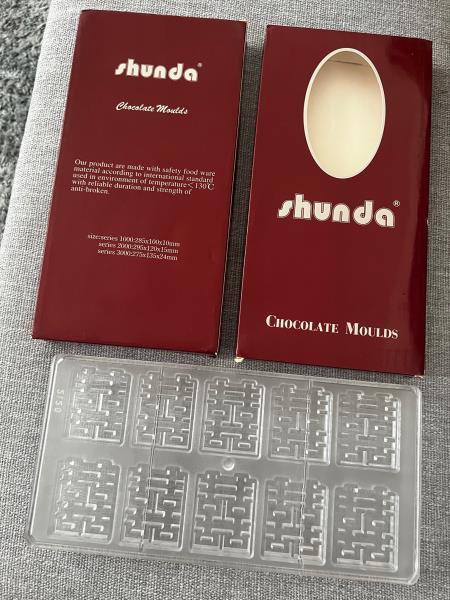 shunda®
Chocolate Moulds
Our product are made with safety food ware
material according to international standard
used in environment of temperature<130℃
with reliable duration and strength of
anti-broken.
size:series 1000:285x100x10mm
series 2000:295x120x15mm
series 3000:275x135x24mm
shunda®
CHOCOLATE MOULDS